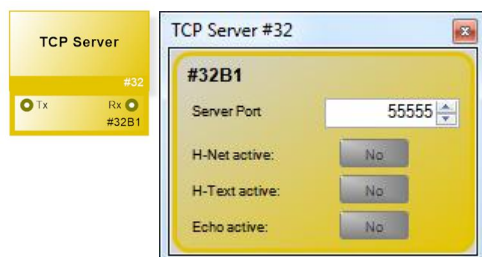 TCP Server
#32
Tx Rx
#32B1
TCP Server #32
#32B1
Server Port 55555
H-Net active: No
H-Text active: No
Echo active: No